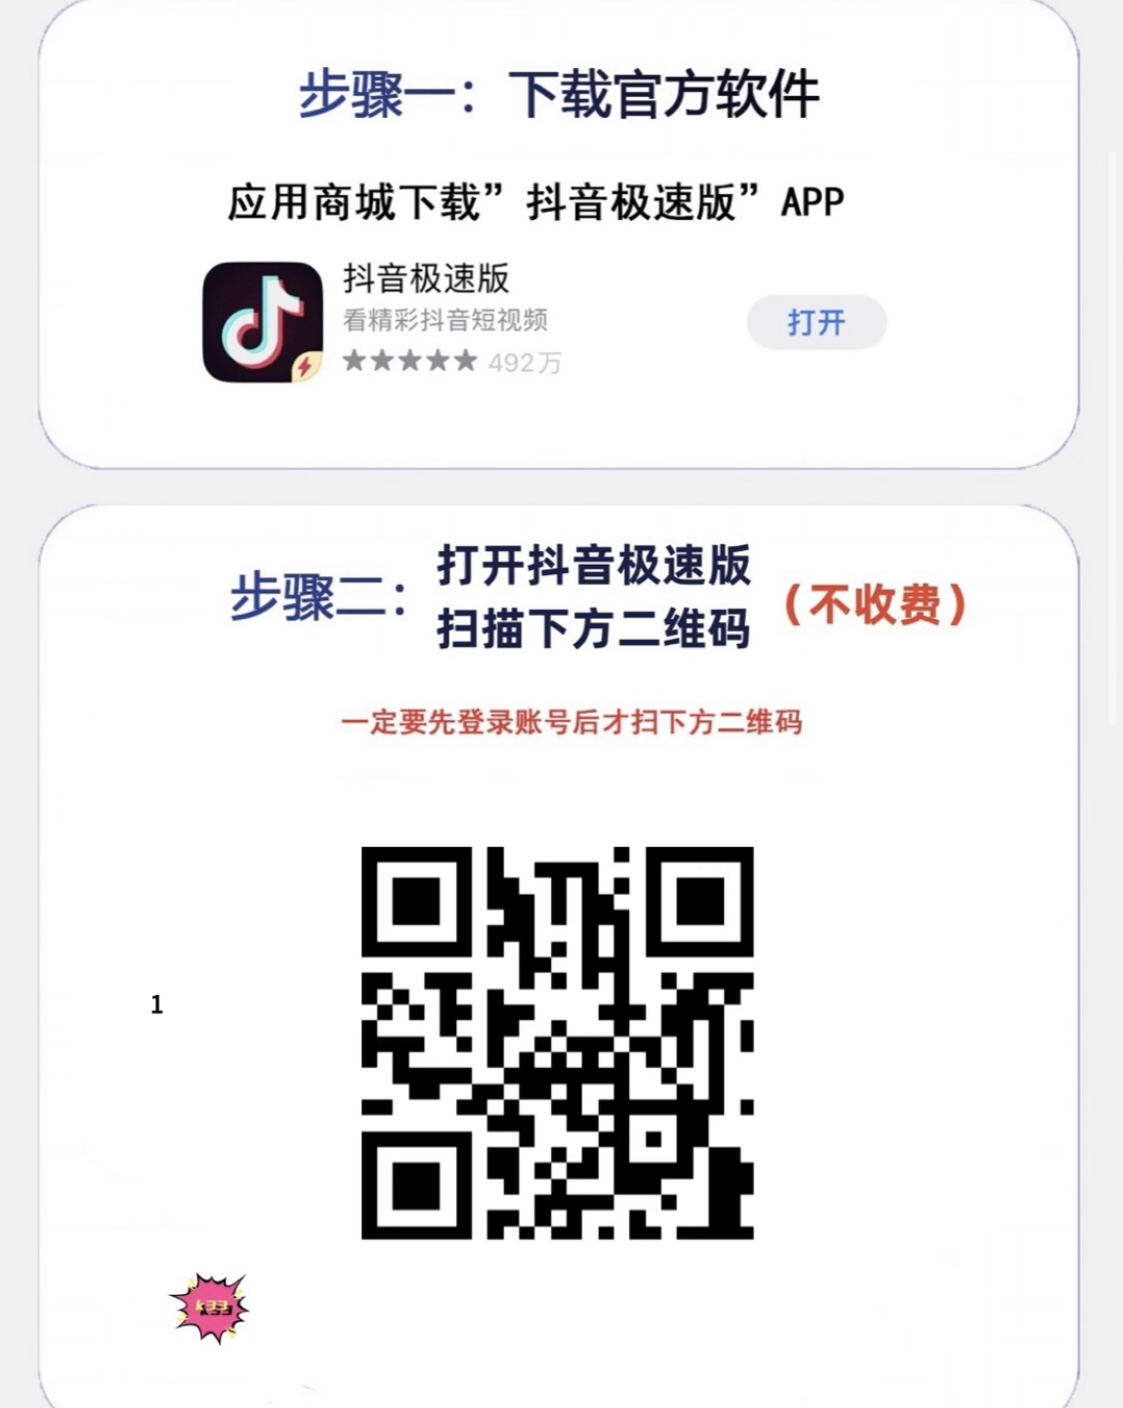 步骤一：下载官方软件
应用商城下载”抖音极速版”APP
抖音极速版
看精彩抖音短视频
492万
打开
步骤二：
打开抖音极速版
扫描下方二维码
（不收费）
一定要先登录账号后才扫下方二维码
1
k33